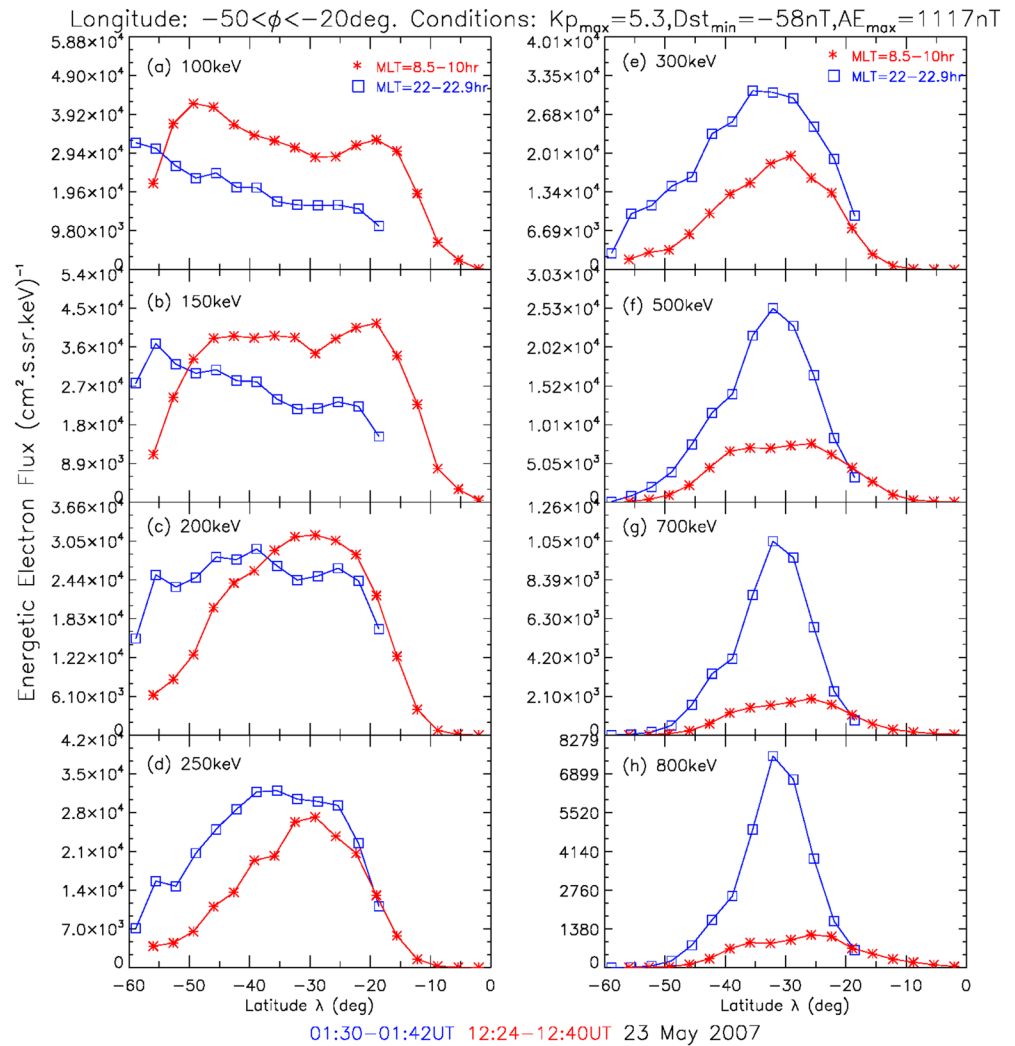 Longitude: −50<ϕ<−20deg. Conditions: Kpmax=5.3,Dstmin=−58nT,AEmax=1117nT
Energetic Electron Flux (cm².s.sr.keV)⁻¹
5.88×10⁴
4.90×10⁴
3.92×10⁴
2.94×10⁴
1.96×10⁴
9.80×10³
0
(a) 100keV
MLT=8.5−10hr
MLT=22−22.9hr
5.4×10⁴
4.5×10⁴
3.6×10⁴
2.7×10⁴
1.8×10⁴
8.9×10³
0
(b) 150keV
3.66×10⁴
3.05×10⁴
2.44×10⁴
1.83×10⁴
1.22×10⁴
6.10×10³
0
(c) 200keV
4.2×10⁴
3.5×10⁴
2.8×10⁴
2.1×10⁴
1.4×10⁴
7.0×10³
0
(d) 250keV
−60 −50 −40 −30 −20 −10 0
Latitude λ (deg)
4.01×10⁴
3.35×10⁴
2.68×10⁴
2.01×10⁴
1.34×10⁴
6.69×10³
0
(e) 300keV
MLT=8.5−10hr
MLT=22−22.9hr
3.03×10⁴
2.53×10⁴
2.02×10⁴
1.52×10⁴
1.01×10⁴
5.05×10³
0
(f) 500keV
1.26×10⁴
1.05×10⁴
8.39×10³
6.30×10³
4.20×10³
2.10×10³
0
(g) 700keV
8279
6899
5520
4140
2760
1380
0
(h) 800keV
−60 −50 −40 −30 −20 −10 0
Latitude λ (deg)
01:30−01:42UT 12:24−12:40UT 23 May 2007